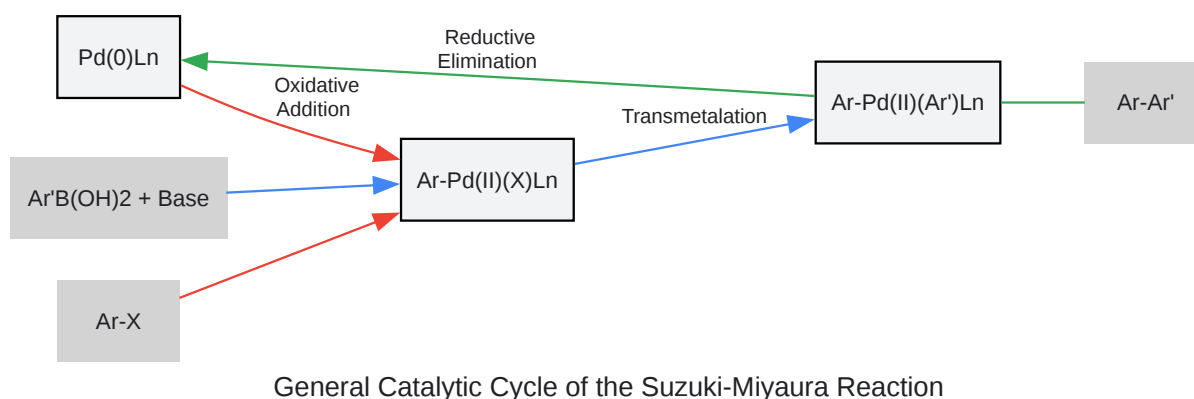 Pd(0)Ln
Reductive
Elimination
Oxidative
Addition
Transmetalation
Ar-Pd(II)(Ar')Ln
Ar-Ar'
Ar'B(OH)2 + Base
Ar-Pd(II)(X)Ln
Ar-X
General Catalytic Cycle of the Suzuki-Miyaura Reaction